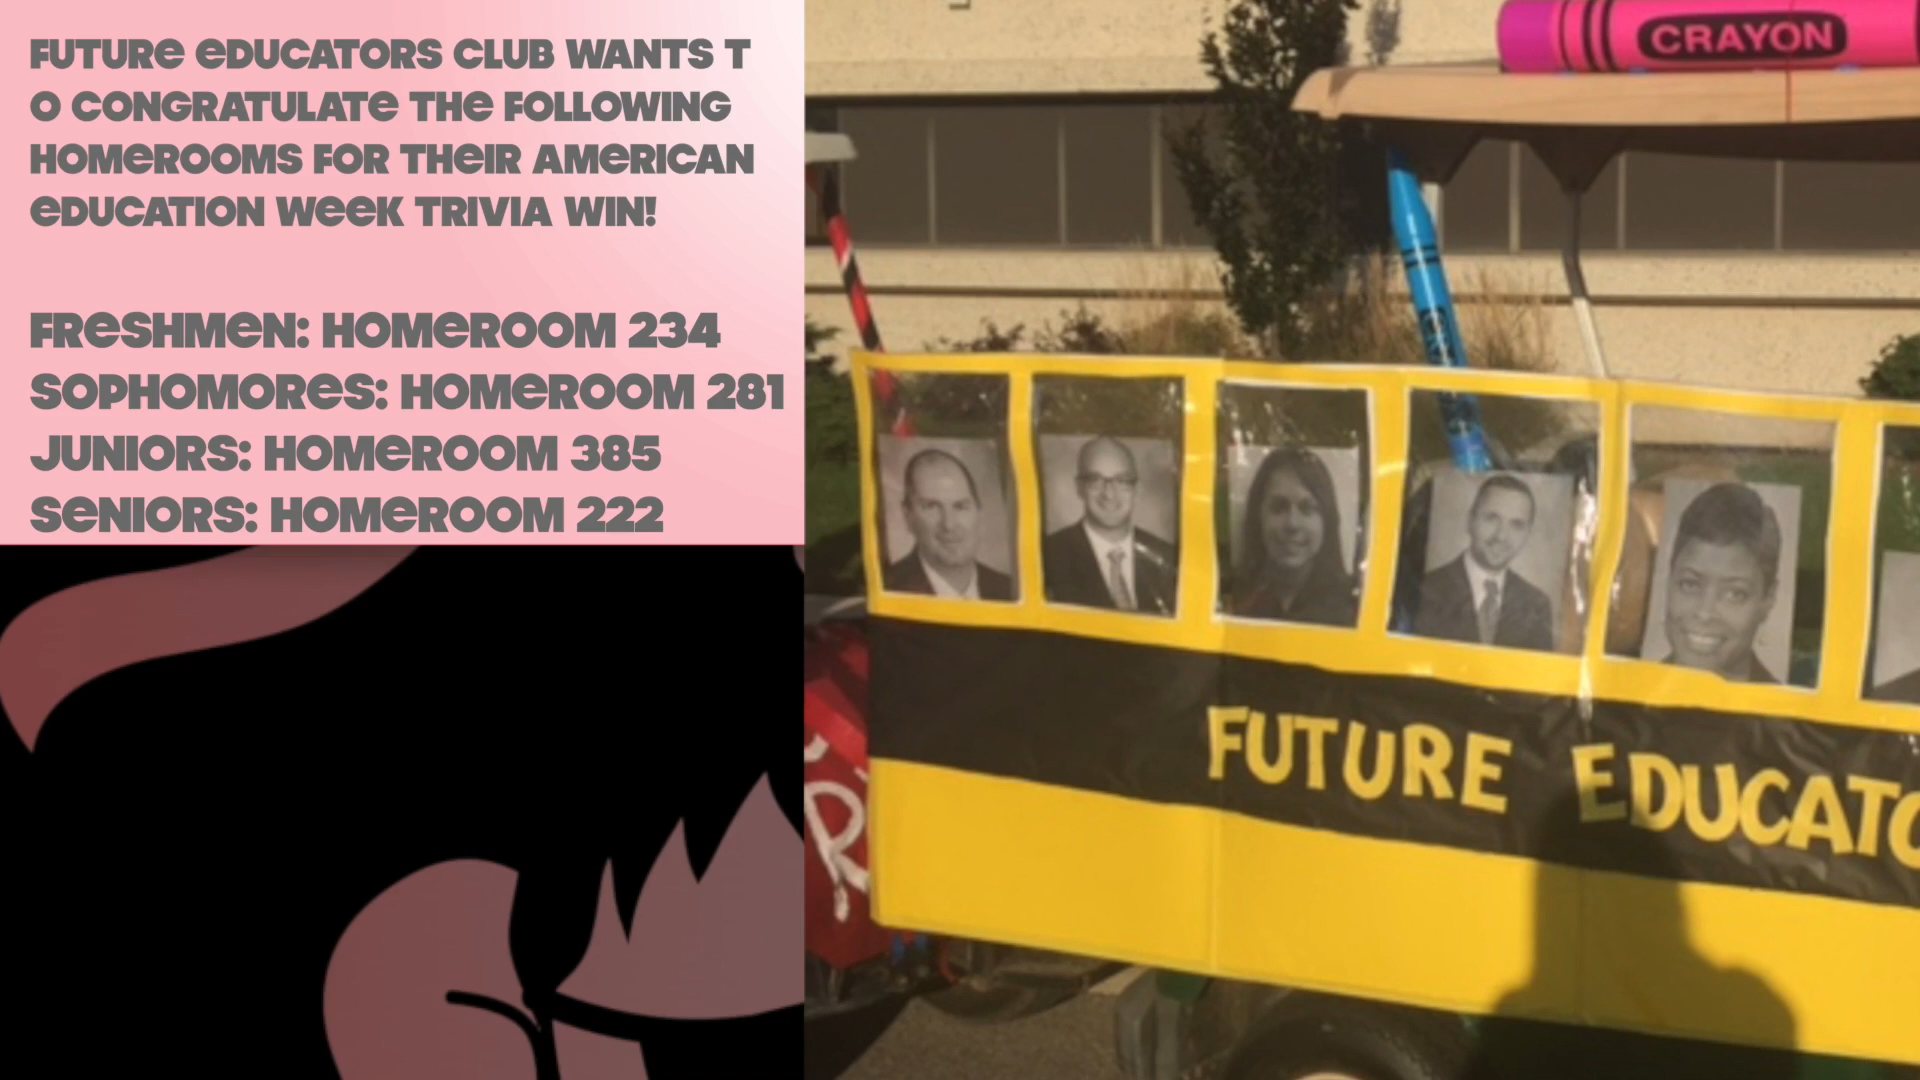 FUTURE EDUCATORS CLUB WANTS T
O CONGRATULATE THE FOLLOWING
HOMEROOMS FOR THEIR AMERICAN
EDUCATION WEEK TRIVIA WIN!
FRESHMEN: HOMEROOM 234
SOPHOMORES: HOMEROOM 281
JUNIORS: HOMEROOM 385
SENIORS: HOMEROOM 222
CRAYON
FUTURE EDUCATO
R